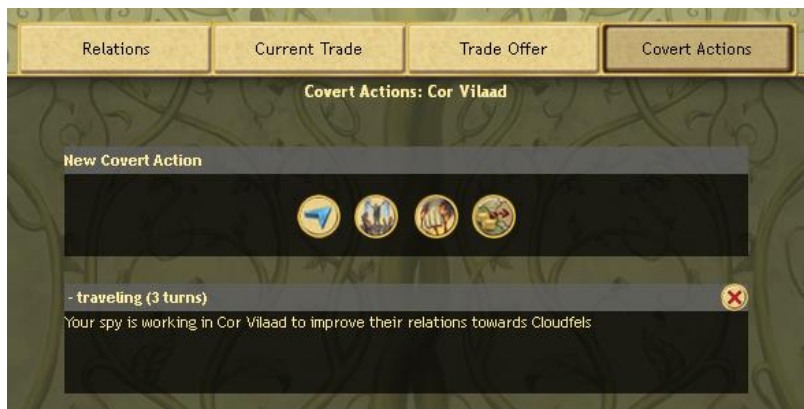 Relations
Current Trade
Trade Offer
Covert Actions
Covert Actions: Cor Vilaad
New Covert Action
- traveling (3 turns)
Your spy is working in Cor Vilaad to improve their relations towards Cloudfels